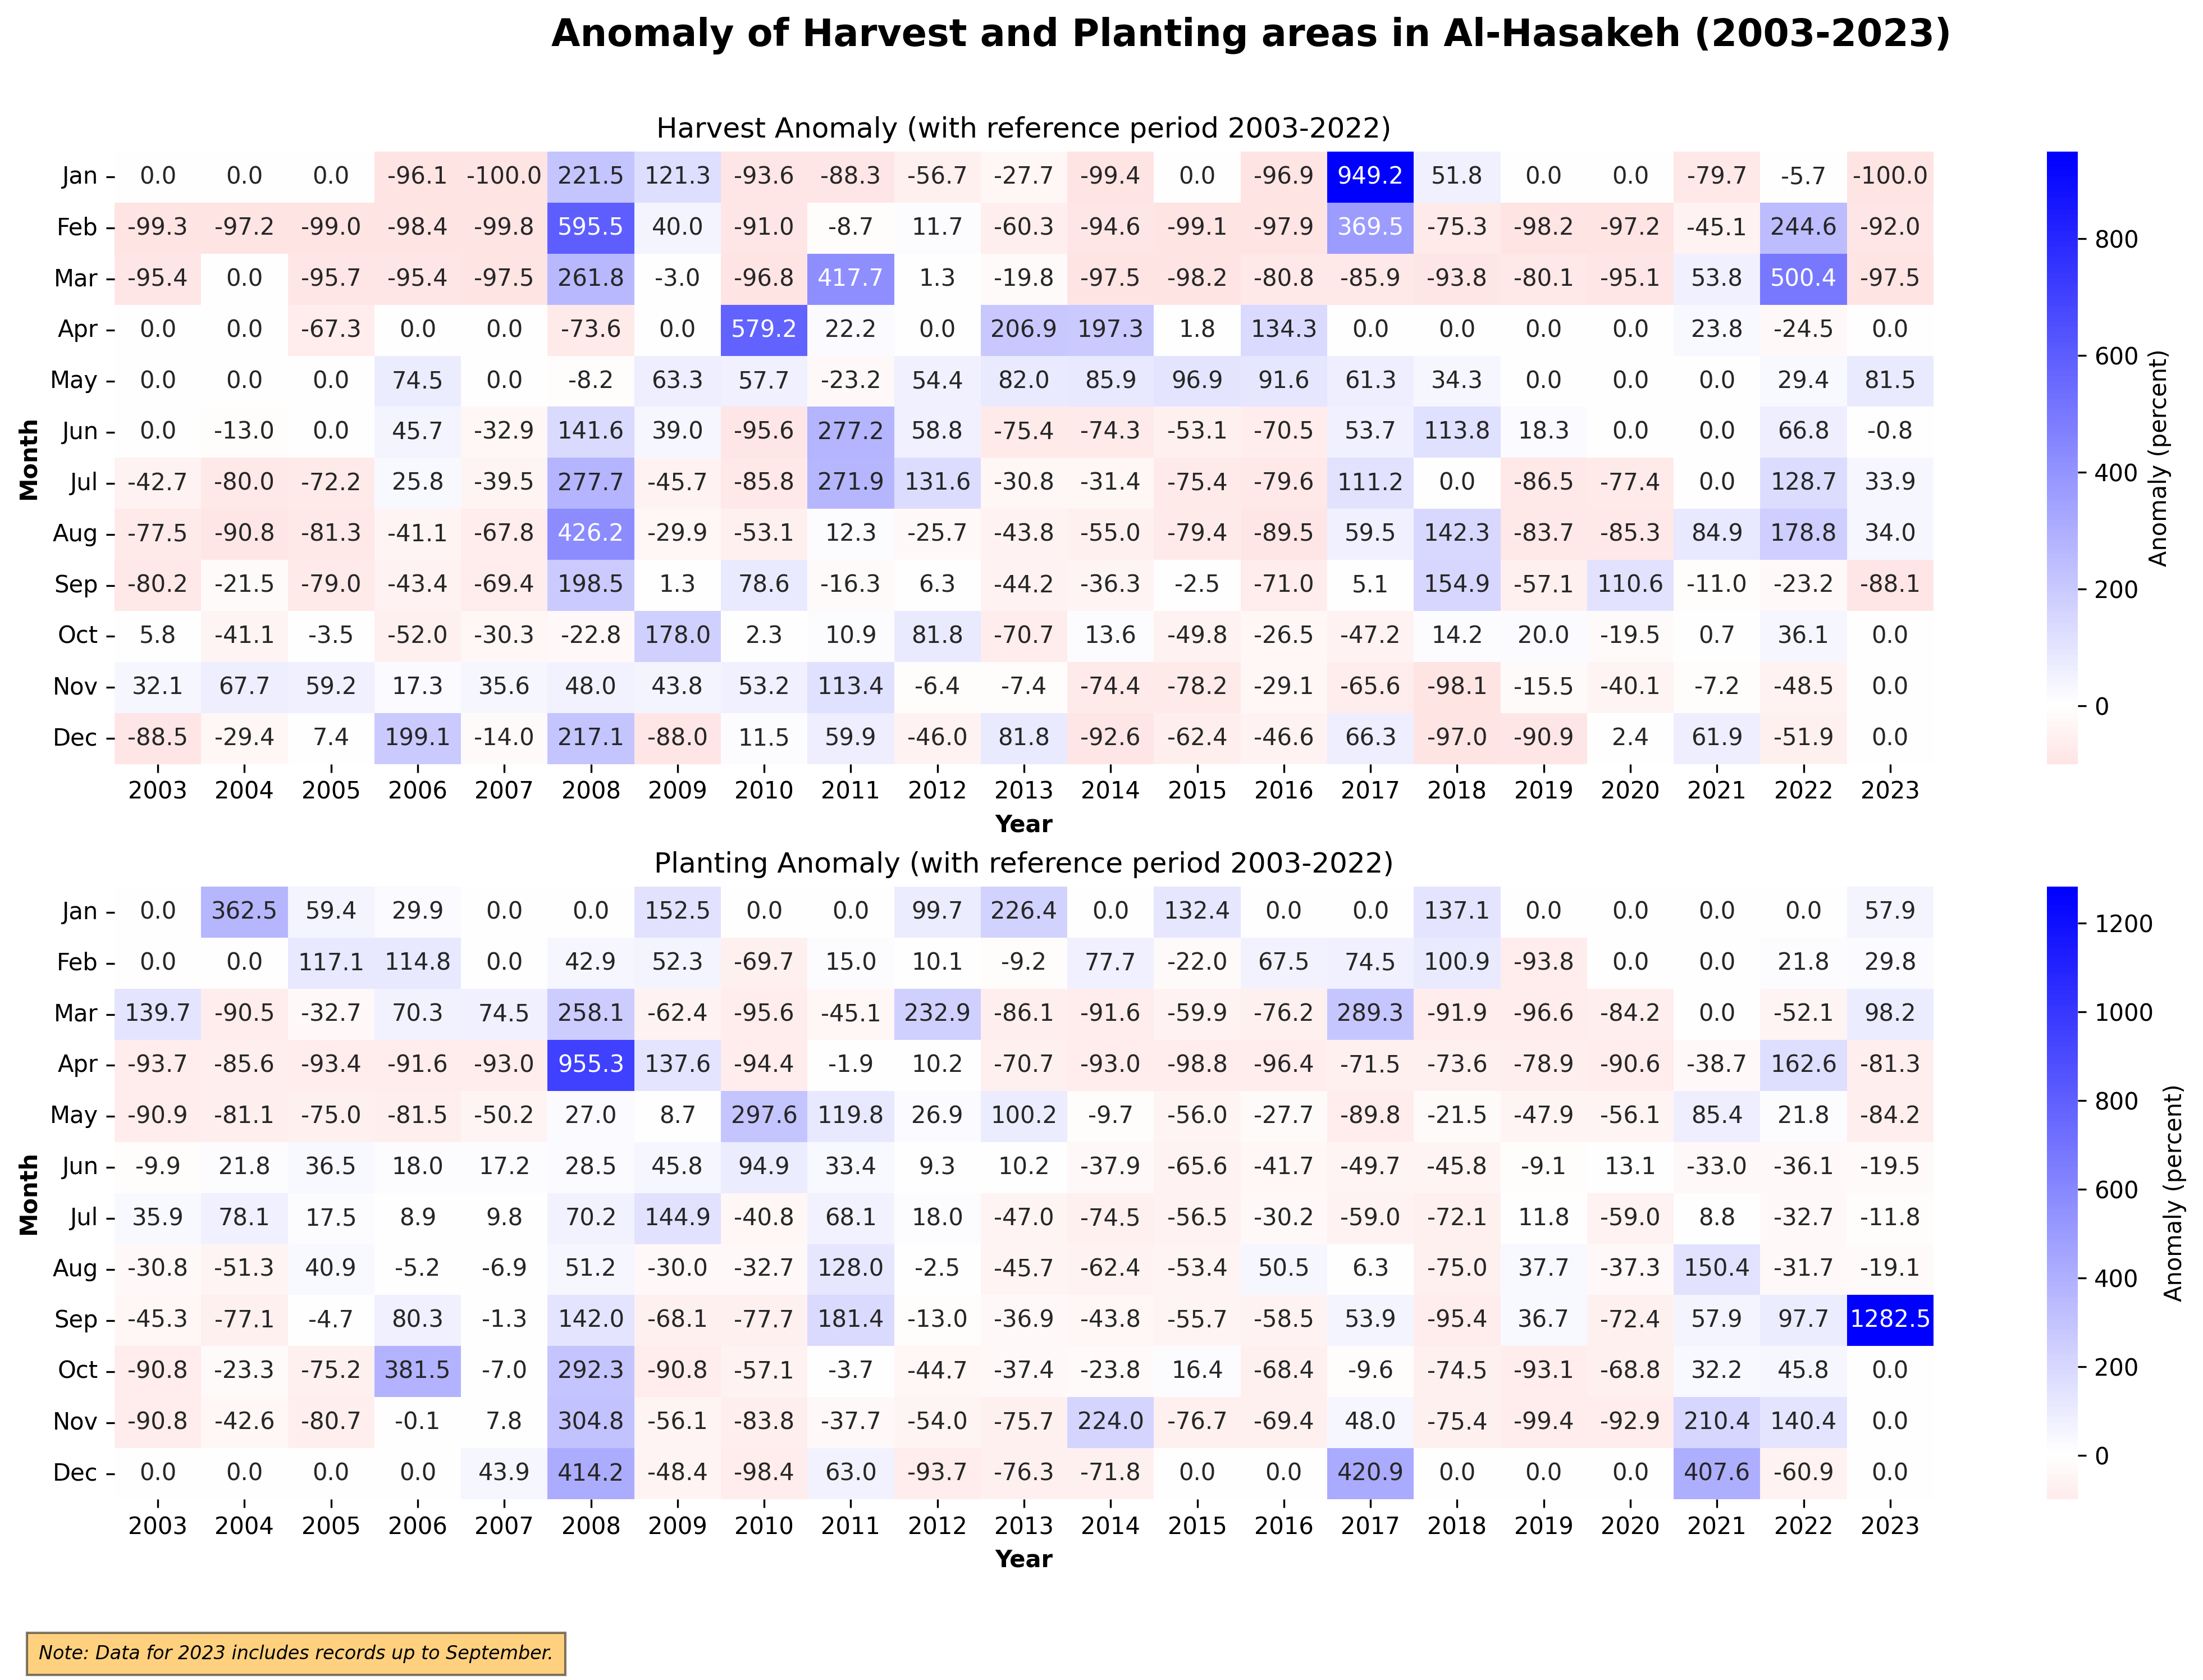 Anomaly of Harvest and Planting areas in Al-Hasakeh (2003-2023)
Harvest Anomaly (with reference period 2003-2022)
Jan 0.0 0.0 0.0 -96.1 -100.0 221.5 121.3 -93.6 -88.3 -56.7 -27.7 -99.4 0.0 -96.9 949.2 51.8 0.0 0.0 -79.7 -5.7 -100.0
Feb -99.3 -97.2 -99.0 -98.4 -99.8 595.5 40.0 -91.0 -8.7 11.7 -60.3 -94.6 -99.1 -97.9 369.5 -75.3 -98.2 -97.2 -45.1 244.6 -92.0
Mar -95.4 0.0 -95.7 -95.4 -97.5 261.8 -3.0 -96.8 417.7 1.3 -19.8 -97.5 -98.2 -80.8 -85.9 -93.8 -80.1 -95.1 53.8 500.4 -97.5
Apr 0.0 0.0 -67.3 0.0 0.0 -73.6 0.0 579.2 22.2 0.0 206.9 197.3 1.8 134.3 0.0 0.0 0.0 0.0 23.8 -24.5 0.0
May 0.0 0.0 0.0 74.5 0.0 -8.2 63.3 57.7 -23.2 54.4 82.0 85.9 96.9 91.6 61.3 34.3 0.0 0.0 0.0 29.4 81.5
Jun 0.0 -13.0 0.0 45.7 -32.9 141.6 39.0 -95.6 277.2 58.8 -75.4 -74.3 -53.1 -70.5 53.7 113.8 18.3 0.0 0.0 66.8 -0.8
Jul -42.7 -80.0 -72.2 25.8 -39.5 277.7 -45.7 -85.8 271.9 131.6 -30.8 -31.4 -75.4 -79.6 111.2 0.0 -86.5 -77.4 0.0 128.7 33.9
Aug -77.5 -90.8 -81.3 -41.1 -67.8 426.2 -29.9 -53.1 12.3 -25.7 -43.8 -55.0 -79.4 -89.5 59.5 142.3 -83.7 -85.3 84.9 178.8 34.0
Sep -80.2 -21.5 -79.0 -43.4 -69.4 198.5 1.3 78.6 -16.3 6.3 -44.2 -36.3 -2.5 -71.0 5.1 154.9 -57.1 110.6 -11.0 -23.2 -88.1
Oct 5.8 -41.1 -3.5 -52.0 -30.3 -22.8 178.0 2.3 10.9 81.8 -70.7 13.6 -49.8 -26.5 -47.2 14.2 20.0 -19.5 0.7 36.1 0.0
Nov 32.1 67.7 59.2 17.3 35.6 48.0 43.8 53.2 113.4 -6.4 -7.4 -74.4 -78.2 -29.1 -65.6 -98.1 -15.5 -40.1 -7.2 -48.5 0.0
Dec -88.5 -29.4 7.4 199.1 -14.0 217.1 -88.0 11.5 59.9 -46.0 81.8 -92.6 -62.4 -46.6 66.3 -97.0 -90.9 2.4 61.9 -51.9 0.0
2003 2004 2005 2006 2007 2008 2009 2010 2011 2012 2013 2014 2015 2016 2017 2018 2019 2020 2021 2022 2023
Year
Month
800
600
400
200
0
Anomaly (percent)
Planting Anomaly (with reference period 2003-2022)
Jan 0.0 362.5 59.4 29.9 0.0 0.0 152.5 0.0 0.0 99.7 226.4 0.0 132.4 0.0 0.0 137.1 0.0 0.0 0.0 0.0 57.9
Feb 0.0 0.0 117.1 114.8 0.0 42.9 52.3 -69.7 15.0 10.1 -9.2 77.7 -22.0 67.5 74.5 100.9 -93.8 0.0 0.0 21.8 29.8
Mar 139.7 -90.5 -32.7 70.3 74.5 258.1 -62.4 -95.6 -45.1 232.9 -86.1 -91.6 -59.9 -76.2 289.3 -91.9 -96.6 -84.2 0.0 -52.1 98.2
Apr -93.7 -85.6 -93.4 -91.6 -93.0 955.3 137.6 -94.4 -1.9 10.2 -70.7 -93.0 -98.8 -96.4 -71.5 -73.6 -78.9 -90.6 -38.7 162.6 -81.3
May -90.9 -81.1 -75.0 -81.5 -50.2 27.0 8.7 297.6 119.8 26.9 100.2 -9.7 -56.0 -27.7 -89.8 -21.5 -47.9 -56.1 85.4 21.8 -84.2
Jun -9.9 21.8 36.5 18.0 17.2 28.5 45.8 94.9 33.4 9.3 10.2 -37.9 -65.6 -41.7 -49.7 -45.8 -9.1 13.1 -33.0 -36.1 -19.5
Jul 35.9 78.1 17.5 8.9 9.8 70.2 144.9 -40.8 68.1 18.0 -47.0 -74.5 -56.5 -30.2 -59.0 -72.1 11.8 -59.0 8.8 -32.7 -11.8
Aug -30.8 -51.3 40.9 -5.2 -6.9 51.2 -30.0 -32.7 128.0 -2.5 -45.7 -62.4 -53.4 50.5 6.3 -75.0 37.7 -37.3 150.4 -31.7 -19.1
Sep -45.3 -77.1 -4.7 80.3 -1.3 142.0 -68.1 -77.7 181.4 -13.0 -36.9 -43.8 -55.7 -58.5 53.9 -95.4 36.7 -72.4 57.9 97.7 1282.5
Oct -90.8 -23.3 -75.2 381.5 -7.0 292.3 -90.8 -57.1 -3.7 -44.7 -37.4 -23.8 16.4 -68.4 -9.6 -74.5 -93.1 -68.8 32.2 45.8 0.0
Nov -90.8 -42.6 -80.7 -0.1 7.8 304.8 -56.1 -83.8 -37.7 -54.0 -75.7 224.0 -76.7 -69.4 48.0 -75.4 -99.4 -92.9 210.4 140.4 0.0
Dec 0.0 0.0 0.0 0.0 43.9 414.2 -48.4 -98.4 63.0 -93.7 -76.3 -71.8 0.0 0.0 420.9 0.0 0.0 0.0 407.6 -60.9 0.0
2003 2004 2005 2006 2007 2008 2009 2010 2011 2012 2013 2014 2015 2016 2017 2018 2019 2020 2021 2022 2023
Year
Month
1200
1000
800
600
400
200
0
Anomaly (percent)
Note: Data for 2023 includes records up to September.